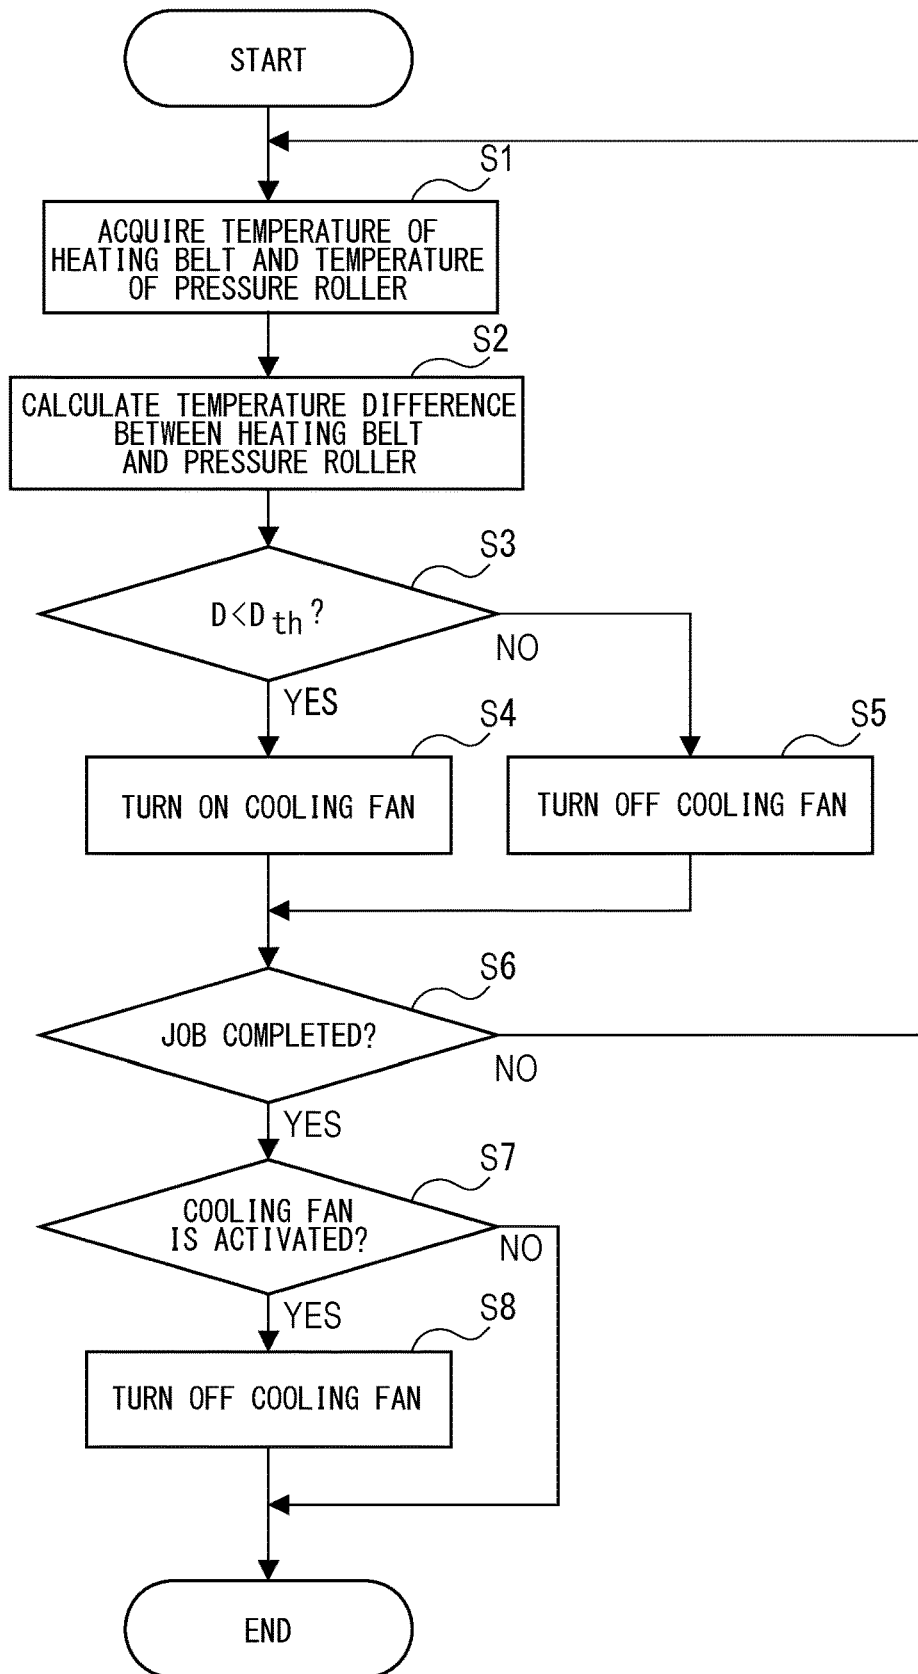 START
S1
ACQUIRE TEMPERATURE OF
HEATING BELT AND TEMPERATURE
OF PRESSURE ROLLER
S2
CALCULATE TEMPERATURE DIFFERENCE
BETWEEN HEATING BELT
AND PRESSURE ROLLER
S3
D<Dth?
NO
YES
S4
TURN ON COOLING FAN
S5
TURN OFF COOLING FAN
S6
JOB COMPLETED?
NO
YES
S7
COOLING FAN
IS ACTIVATED?
NO
YES
S8
TURN OFF COOLING FAN
END